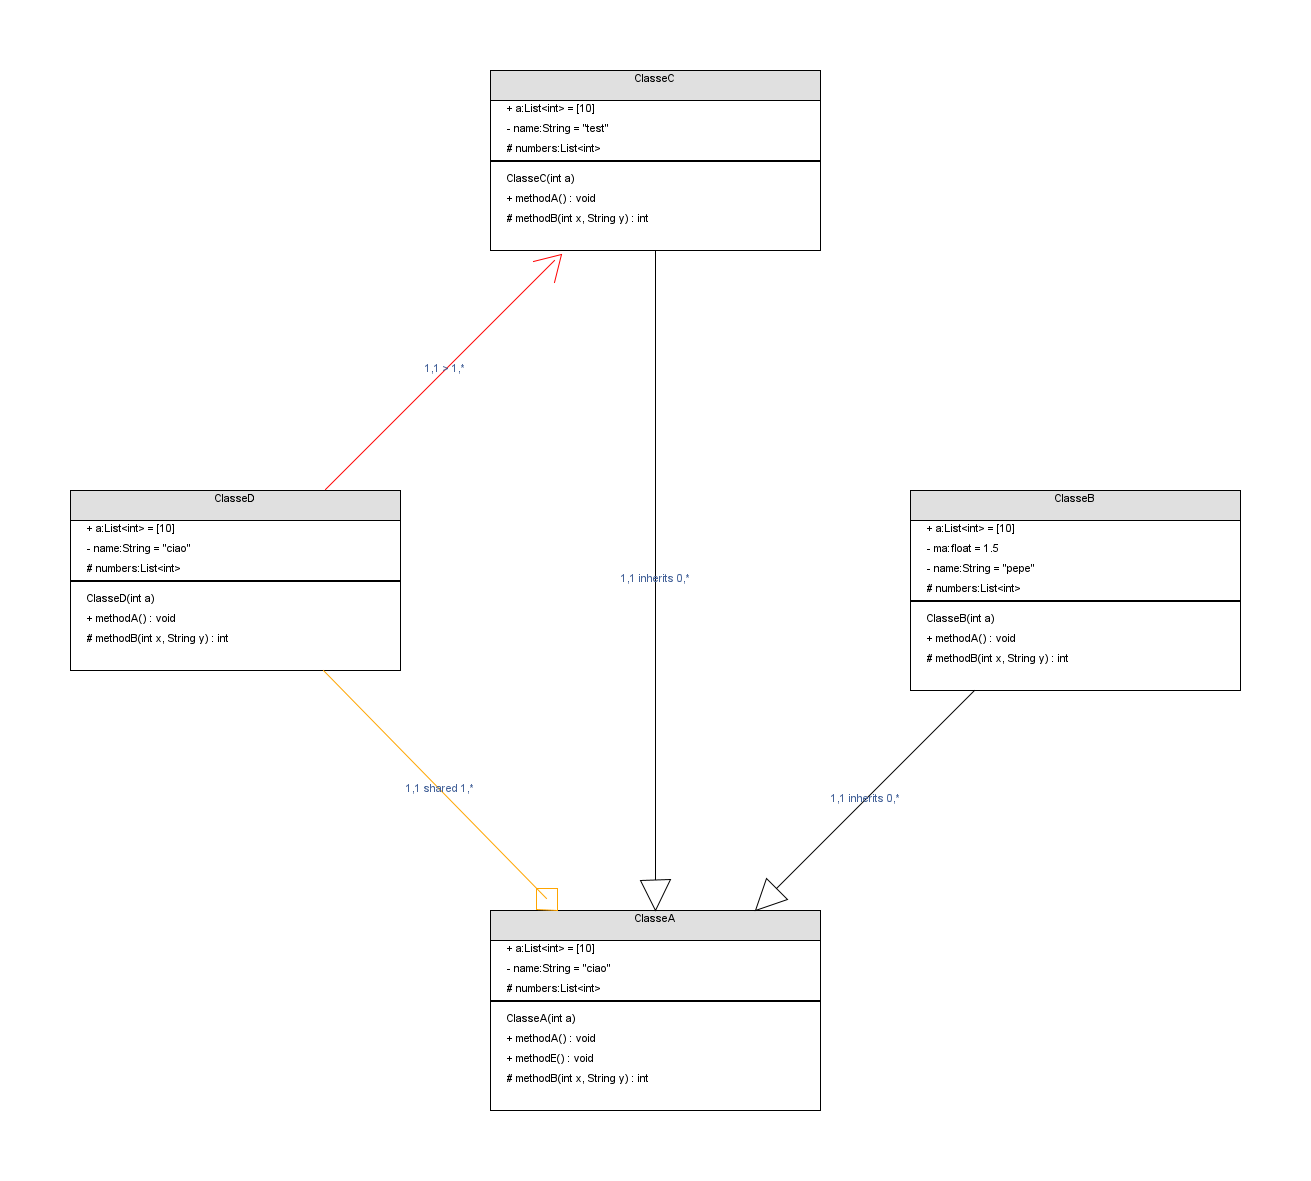 ClasseC
+ a:List<int> = [10]
- name:String = "test"
# numbers:List<int>
ClasseC(int a)
+ methodA() : void
# methodB(int x, String y) : int
1,1 > 1,*
ClasseD
+ a:List<int> = [10]
- name:String = "ciao"
# numbers:List<int>
ClasseD(int a)
+ methodA() : void
# methodB(int x, String y) : int
1,1 inherits 0,*
ClasseB
+ a:List<int> = [10]
- ma:float = 1.5
- name:String = "pepe"
# numbers:List<int>
ClasseB(int a)
+ methodA() : void
# methodB(int x, String y) : int
1,1 shared 1,*
1,1 inherits 0,*
ClasseA
+ a:List<int> = [10]
- name:String = "ciao"
# numbers:List<int>
ClasseA(int a)
+ methodA() : void
+ methodE() : void
# methodB(int x, String y) : int